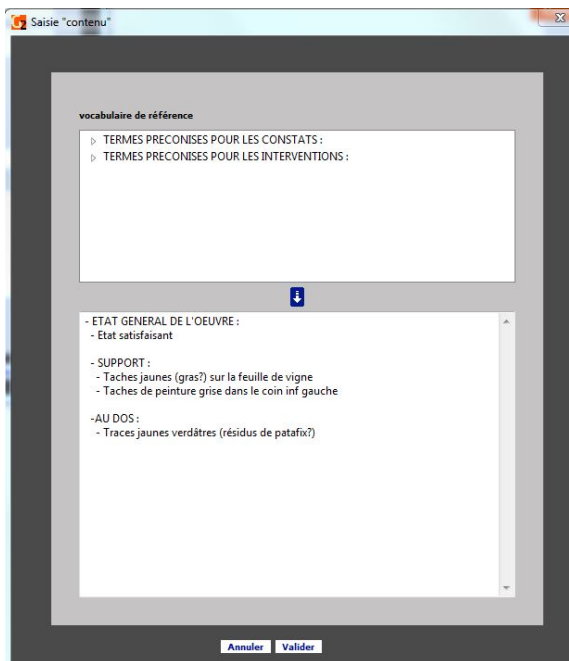 Saisie "contenu"
vocabulaire de référence
TERMES PRECONISES POUR LES CONSTATS :
TERMES PRECONISES POUR LES INTERVENTIONS :
- ETAT GENERAL DE L'OEUVRE :
- Etat satisfaisant
- SUPPORT :
- Taches jaunes (gras?) sur la feuille de vigne
- Taches de peinture grise dans le coin inf gauche
-AU DOS :
- Traces jaunes verdâtres (résidus de patafix?)
Annuler Valider